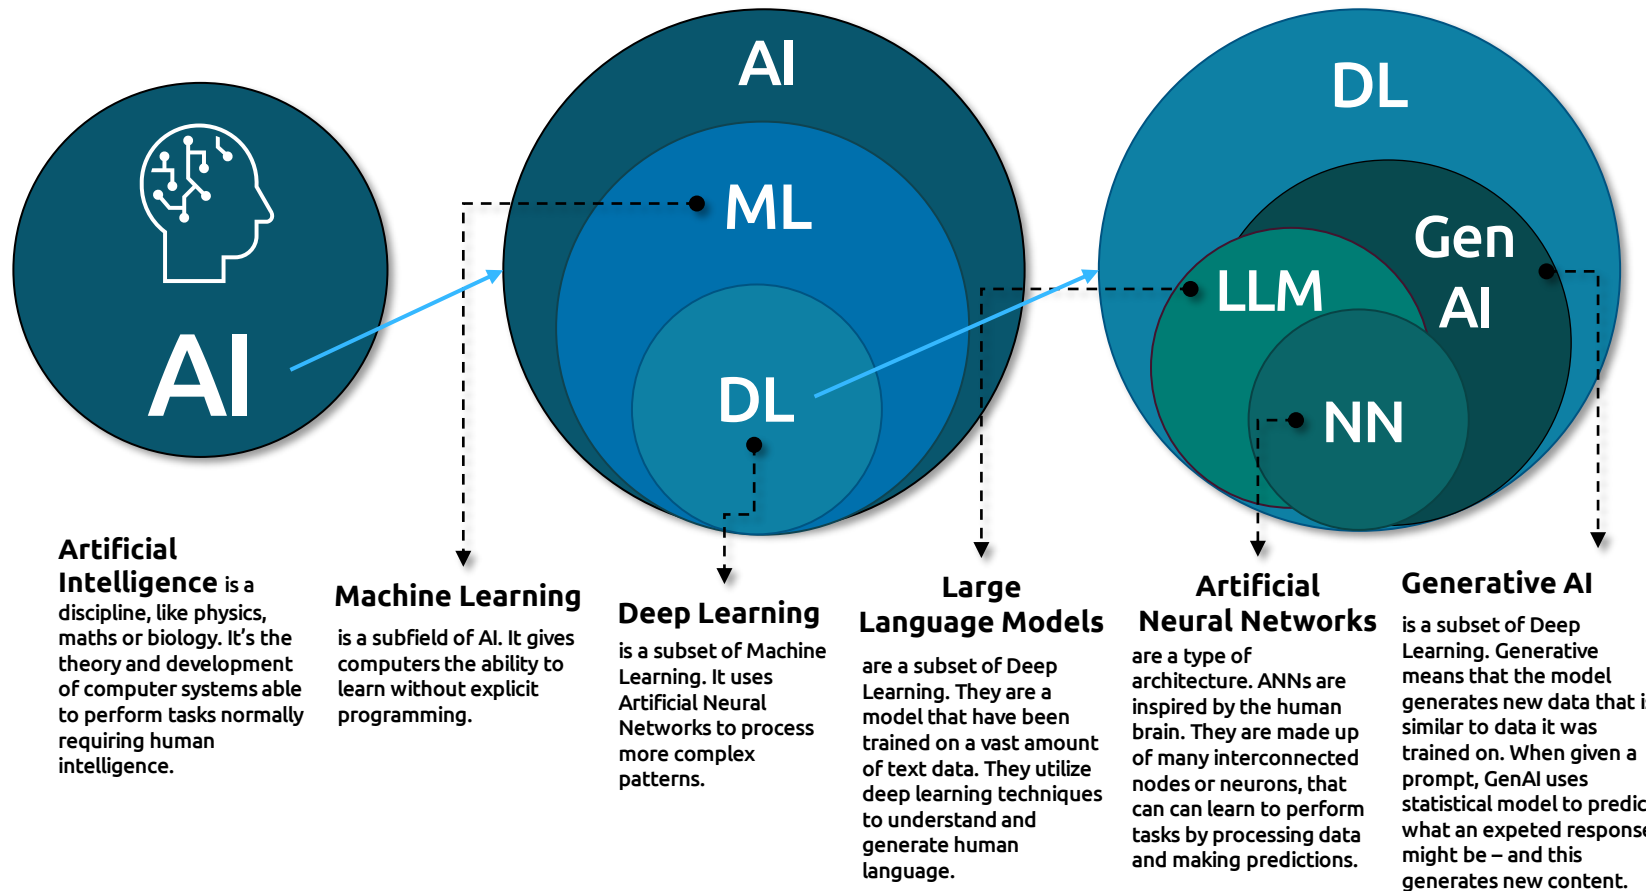 AI
AI
ML
DL
DL
Gen
AI
LLM
NN
Artificial
Intelligence is a
discipline, like physics,
maths or biology. It's the
theory and development
of computer systems able
to perform tasks normally
requiring human
intelligence.
Machine Learning
is a subfield of AI. It gives
computers the ability to
learn without explicit
programming.
Deep Learning
is a subset of Machine
Learning. It uses
Artificial Neural
Networks to process
more complex
patterns.
Large
Language Models
are a subset of Deep
Learning. They are a
model that have been
trained on a vast amount
of text data. They utilize
deep learning techniques
to understand and
generate human
language.
Artificial
Neural Networks
are a type of
architecture. ANNs are
inspired by the human
brain. They are made up
of many interconnected
nodes or neurons, that
can can learn to perform
tasks by processing data
and making predictions.
Generative AI
is a subset of Deep
Learning. Generative
means that the model
generates new data that is
similar to data it was
trained on. When given a
prompt, GenAI uses
statistical model to predic
what an expeted response
might be – and this
generates new content.